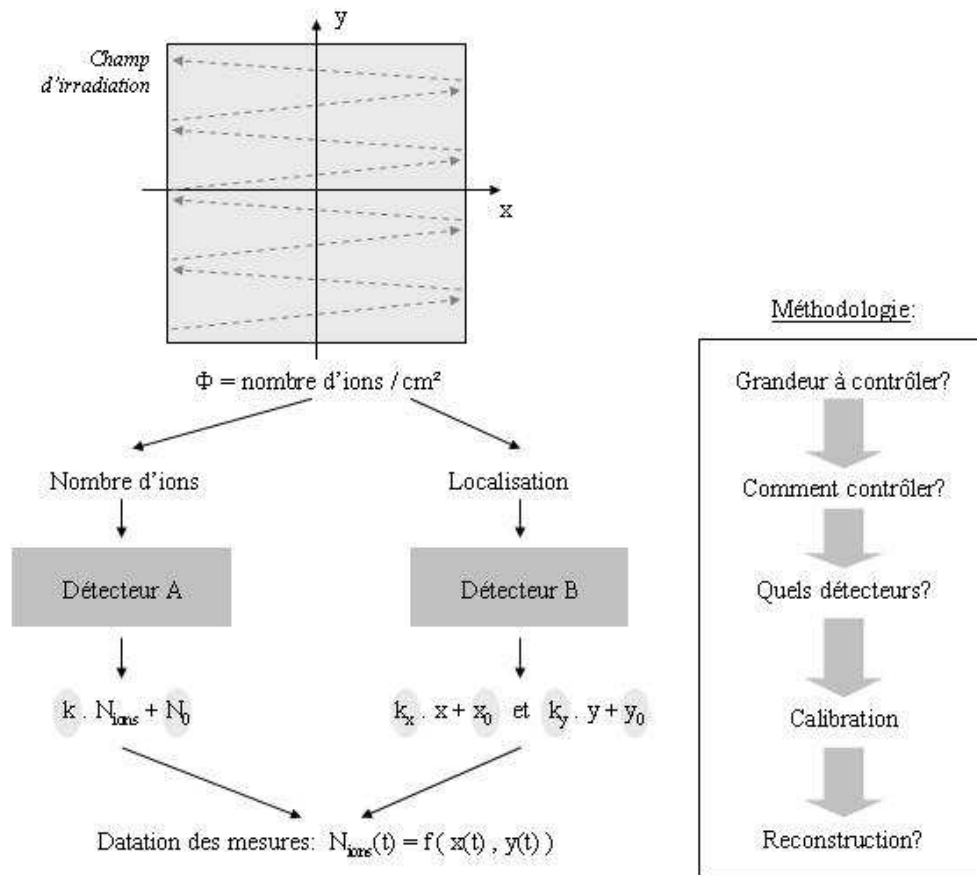 y
Champ
d'irradiation
x
Φ = nombre d'ions / cm²
Nombre d'ions
Localisation
Détecteur A
Détecteur B
k . N_ions + N_0
k_x . x + x_0 et k_y . y + y_0
Datation des mesures: N_ions(t) = f ( x(t) , y(t) )
Méthodologie:
Grandeur à contrôler?
Comment contrôler?
Quels détecteurs?
Calibration
Reconstruction?